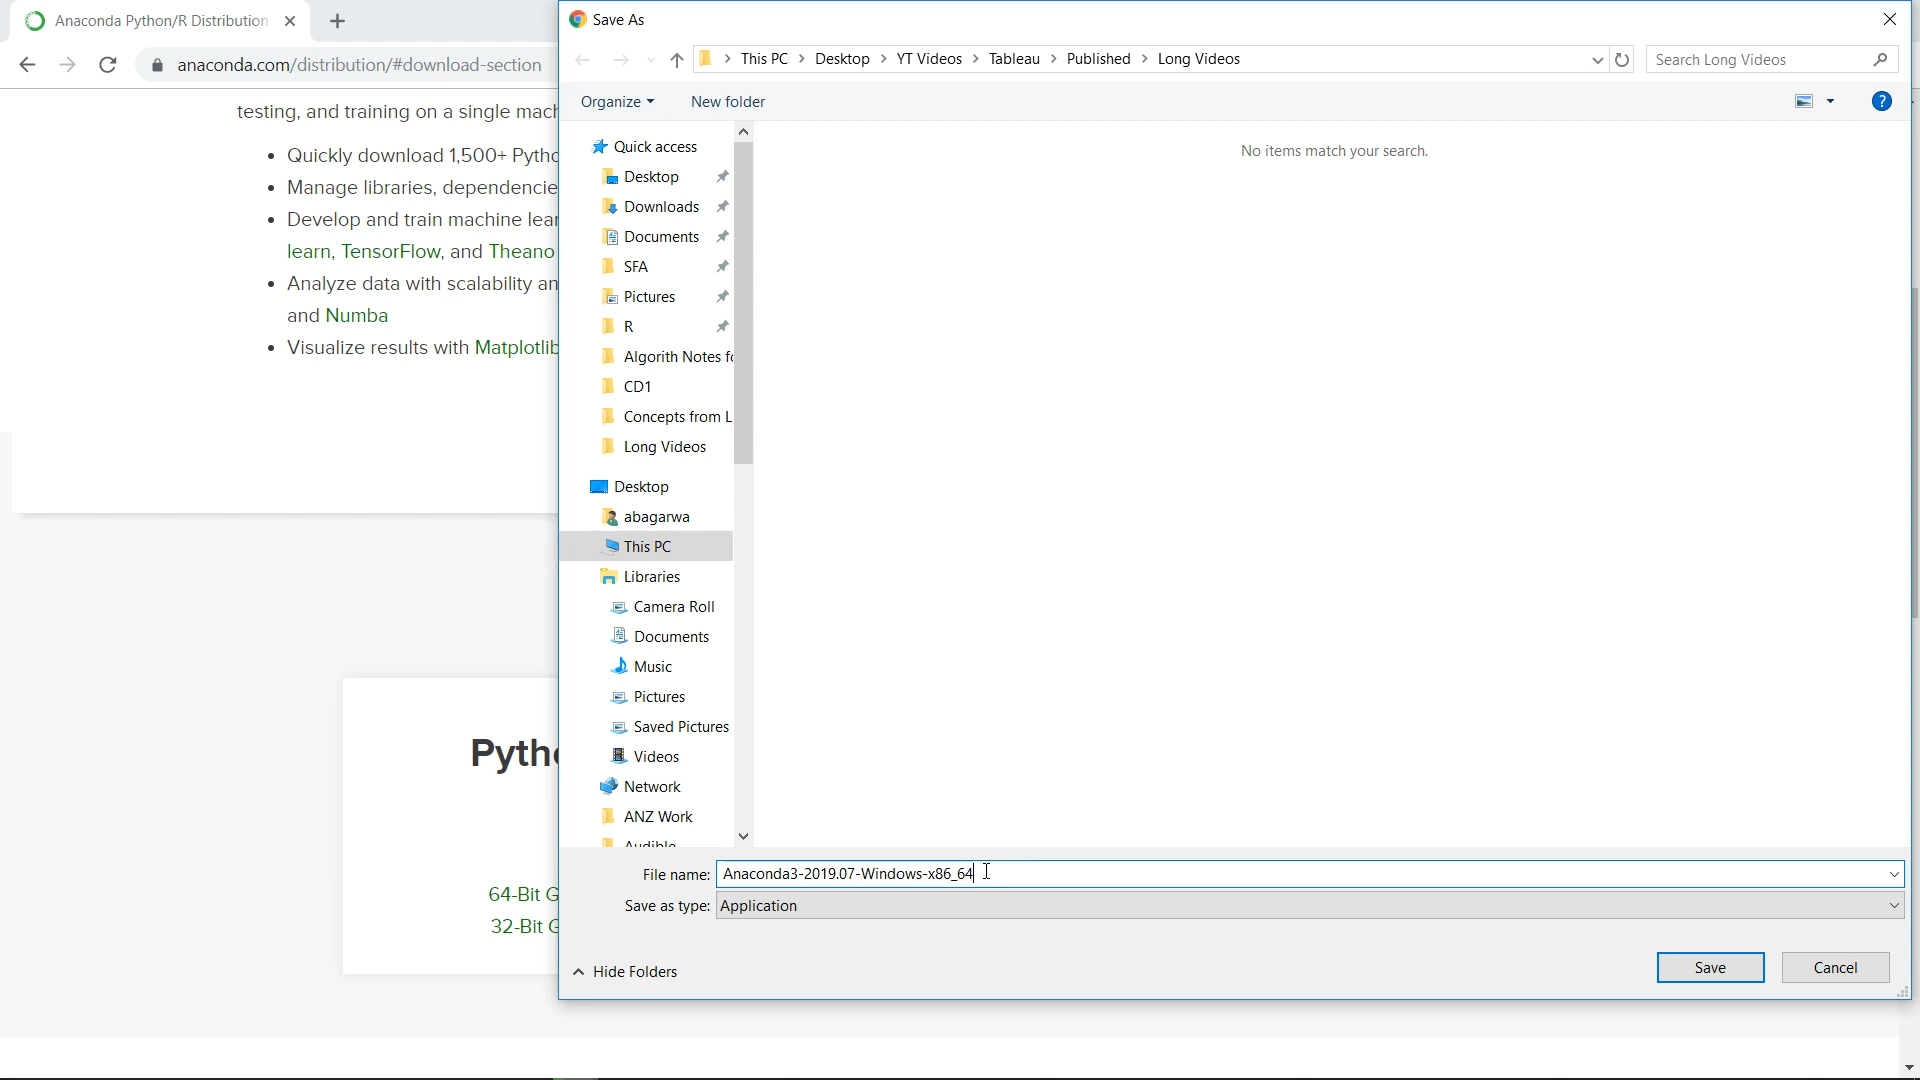 Anaconda Python/R Distribution
anaconda.com/distribution/#download-section
testing, and training on a single mach
Quickly download 1,500+ Pytho
Manage libraries, dependencie
Develop and train machine lear
learn, TensorFlow, and Theano
Analyze data with scalability an
and Numba
Visualize results with Matplotlib
Pytho
64-Bit G
32-Bit G
Save As
This PC > Desktop > YT Videos > Tableau > Published > Long Videos
Search Long Videos
Organize
New folder
No items match your search.
Quick access
Desktop
Downloads
Documents
SFA
Pictures
R
Algorith Notes fo
CD1
Concepts from L
Long Videos
Desktop
abagarwa
This PC
Libraries
Camera Roll
Documents
Music
Pictures
Saved Pictures
Videos
Network
ANZ Work
Audible
File name: Anaconda3-2019.07-Windows-x86_64
Save as type: Application
Hide Folders
Save
Cancel